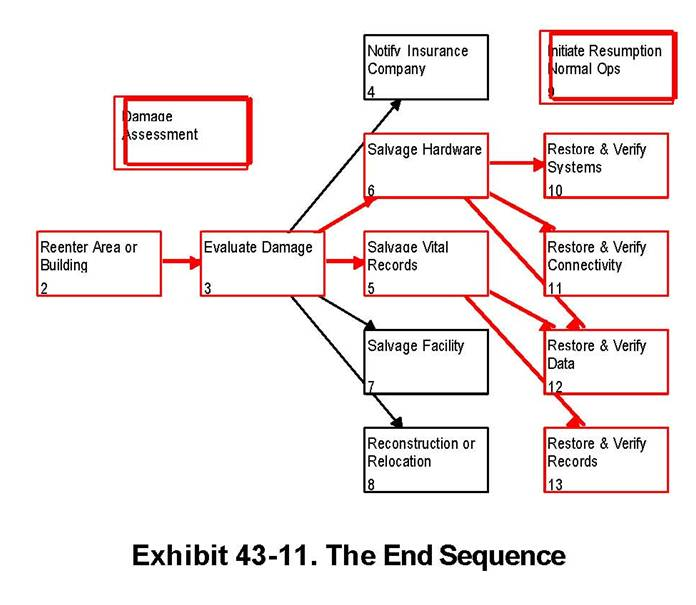 Notify Insurance
Company
4
Initiate Resumption
Normal Ops
9
Damage
Assessment
Salvage Hardware
6
Restore & Verify
Systems
10
Reenter Area or
Building
2
Evaluate Damage
3
Salvage Vital
Records
5
Restore & Verify
Connectivity
11
Salvage Facility
7
Restore & Verify
Data
12
Reconstruction or
Relocation
8
Restore & Verify
Records
13
Exhibit 43-11. The End Sequence